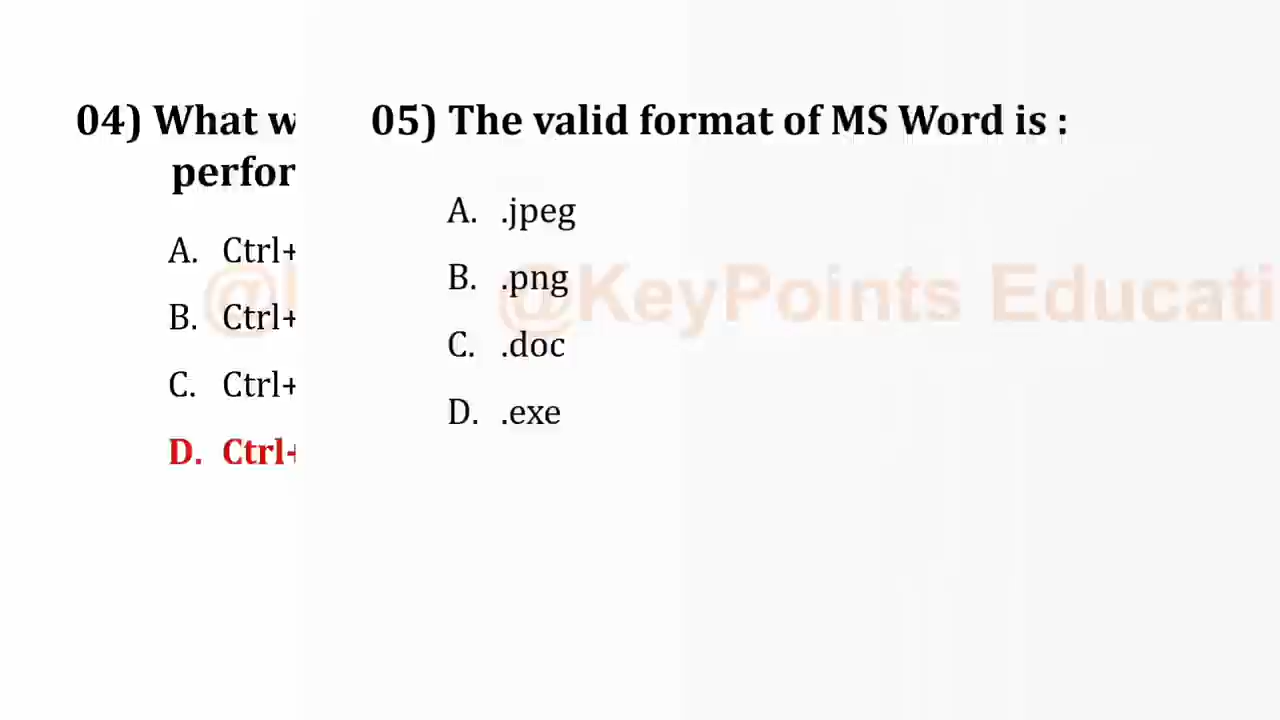 04) What w
perfor
A. Ctrl+
B. Ctrl+
C. Ctrl+
D. Ctrl+
05) The valid format of MS Word is :
A. .jpeg
B. .png
C. .doc
D. .exe
@KeyPoints Educati